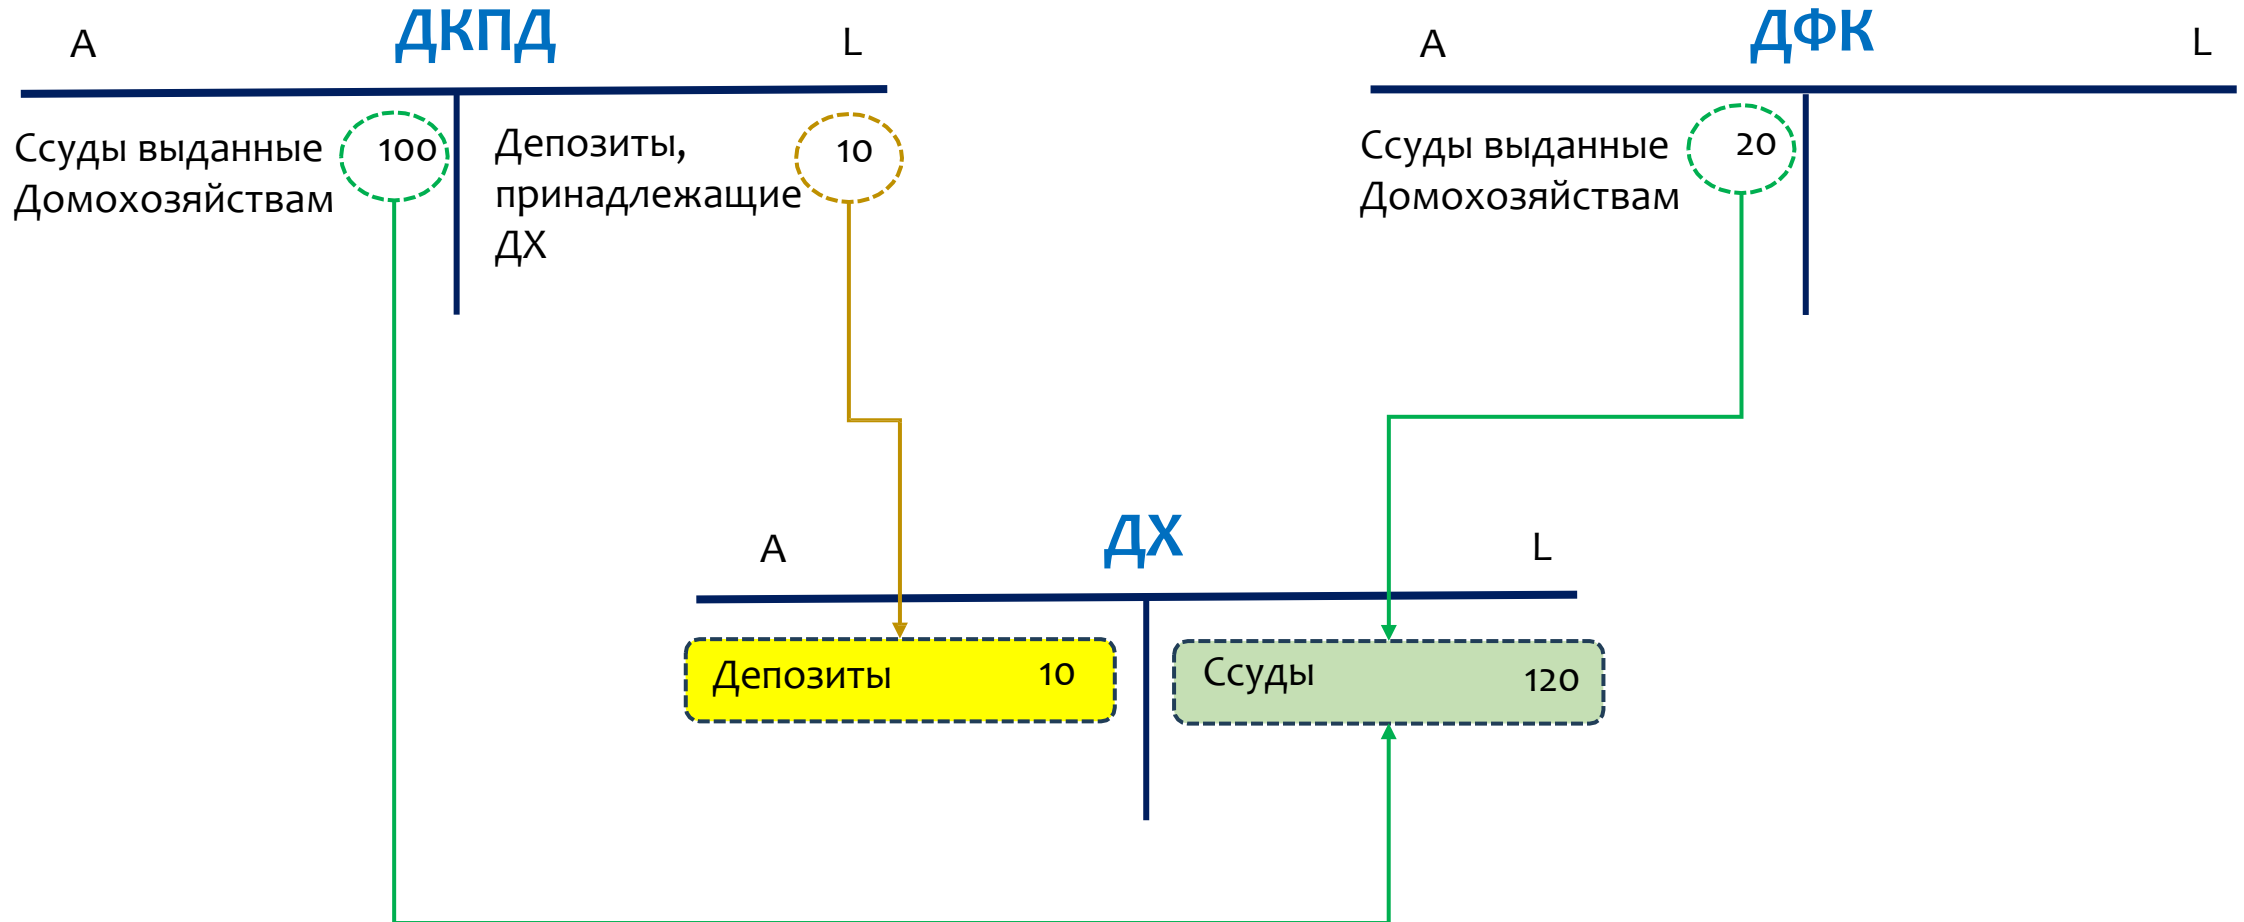 A ДКПД L
Ссуды выданные 100
Домохозяйствам
Депозиты, 10
принадлежащие
ДХ
A ДФК L
Ссуды выданные 20
Домохозяйствам
A ДХ L
Депозиты 10
Ссуды 120